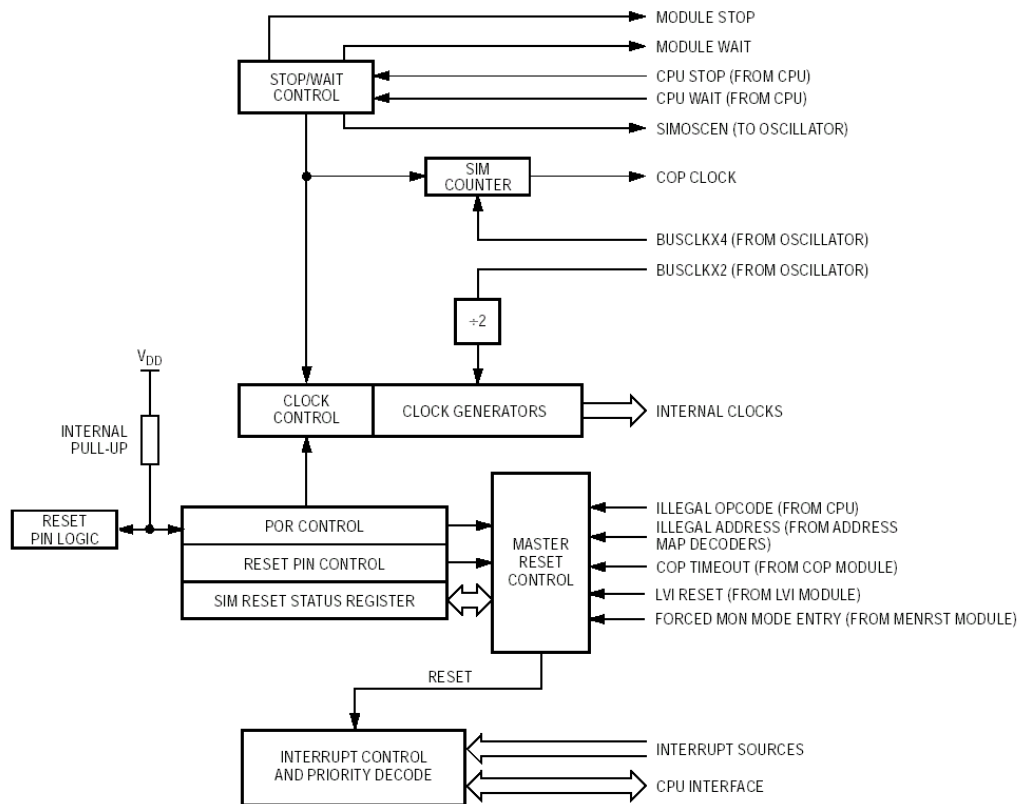 MODULE STOP
MODULE WAIT
STOP/WAIT
CONTROL
CPU STOP (FROM CPU)
CPU WAIT (FROM CPU)
SIMOSCEN (TO OSCILLATOR)
SIM
COUNTER
COP CLOCK
BUSCLKX4 (FROM OSCILLATOR)
BUSCLKX2 (FROM OSCILLATOR)
÷2
VDD
INTERNAL
PULL-UP
CLOCK
CONTROL
CLOCK GENERATORS
INTERNAL CLOCKS
RESET
PIN LOGIC
POR CONTROL
RESET PIN CONTROL
SIM RESET STATUS REGISTER
MASTER
RESET
CONTROL
ILLEGAL OPCODE (FROM CPU)
ILLEGAL ADDRESS (FROM ADDRESS
MAP DECODERS)
COP TIMEOUT (FROM COP MODULE)
LVI RESET (FROM LVI MODULE)
FORCED MON MODE ENTRY (FROM MENRST MODULE)
RESET
INTERRUPT CONTROL
AND PRIORITY DECODE
INTERRUPT SOURCES
CPU INTERFACE